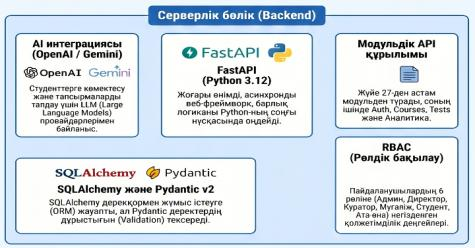 Серверлік бөлік (Backend)
AI интеграциясы
(OpenAI / Gemini)
OpenAI Gemini
Студенттерге көмектесу
және тапсырмаларды
талдау үшін LLM (Large
Language Models)
провайдерлерімен
байланыс.
FastAPI
FastAPI
(Python 3.12)
Жоғары өнімді, асинхронды
веб-фреймворк, барлық
логиканы Python-ның соңғы
нұсқасында оңдейді.
Модульдік API
құрылымы
Жүйе 27-ден астам
модульден тұрады, соның
ішінде Auth, Courses, Tests
және Аналитика.
SQLAlchemy Pydantic
SQLAlchemy және Pydantic v2
SQLAlchemy дерекқормен жұмыс істеуге
(ORM) жауапты, ал Pydantic деректердің
дұрыстығын (Validation) тексереді.
RBAC
(Рөлдік бақылау)
Пайдаланушылардың 6
рөліне (Админ, Директор,
Куратор, Мұғалім, Студент,
Ата-ана) негізделген
қолжетімділік деңгейлері.